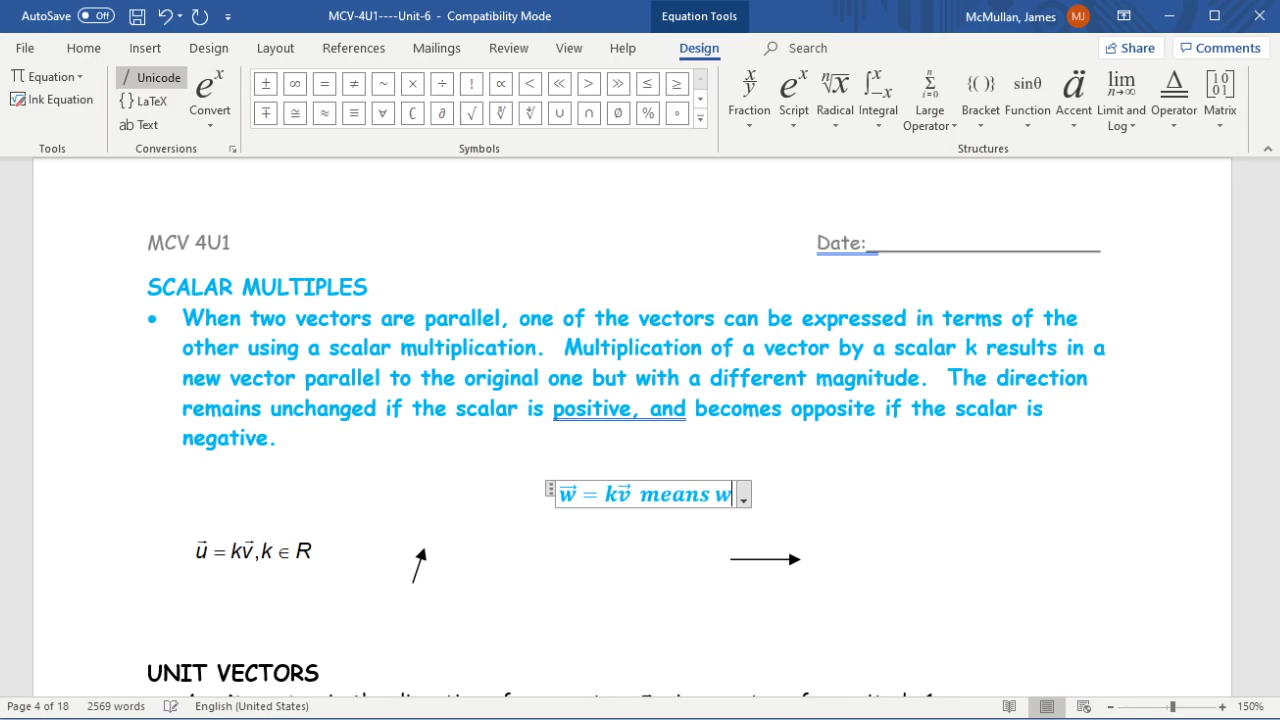 AutoSave Off MCV-4U1----Unit-6 - Compatibility Mode Equation Tools McMullan, James MJ
File Home Insert Design Layout References Mailings Review View Help Design Search Share Comments
π Equation Unicode eˣ ± ∞ = ≠ ~ × ÷ ! ∝ < ≪ > ≫ ≤ ≥
Ink Equation {} LaTeX Convert ∓ ≅ ≈ ≡ ∀ ∁ ∂ √ ∛ ∜ ∪ ∩ ∅ % °
ab Text Fraction Script Radical Integral Large Operator Bracket Function Accent Limit and Log Operator Matrix
Tools Conversions Symbols Structures
MCV 4U1 Date:_______________________
SCALAR MULTIPLES
• When two vectors are parallel, one of the vectors can be expressed in terms of the
other using a scalar multiplication. Multiplication of a vector by a scalar k results in a
new vector parallel to the original one but with a different magnitude. The direction
remains unchanged if the scalar is positive, and becomes opposite if the scalar is
negative.
w⃗ = kv⃗ means w
u⃗ = kv⃗, k ∈ R
UNIT VECTORS
Page 4 of 18 2569 words English (United States) 150%